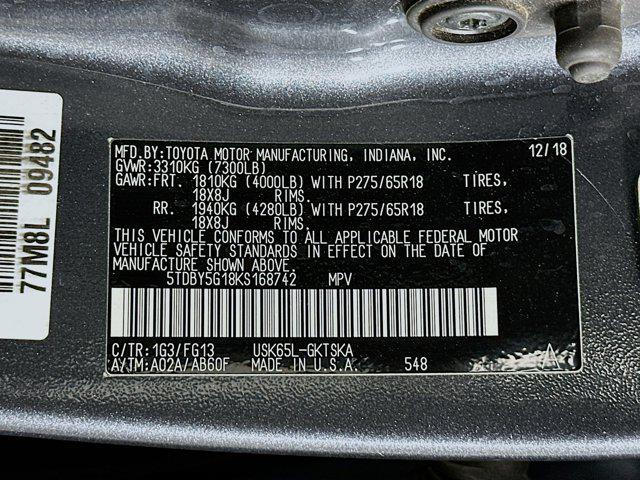 MFD.BY:TOYOTA MOTOR MANUFACTURING, INDIANA, INC. 12/18
GVWR:3310KG (7300LB)
GAWR:FRT. 1810KG (4000LB) WITH P275/65R18 TIRES,
18X8J RIMS.
RR. 1940KG (4280LB) WITH P275/65R18 TIRES,
18X8J RIMS.
THIS VEHICLE CONFORMS TO ALL APPLICABLE FEDERAL MOTOR
VEHICLE SAFETY STANDARDS IN EFFECT ON THE DATE OF
MANUFACTURE SHOWN ABOVE.
5TDBY5G18KS168742 MPV
C/TR:1G3/FG13 USK65L-GKTSKA
A/TM:A02A/AB60F MADE IN U.S.A. 548 A
77M8L 09482